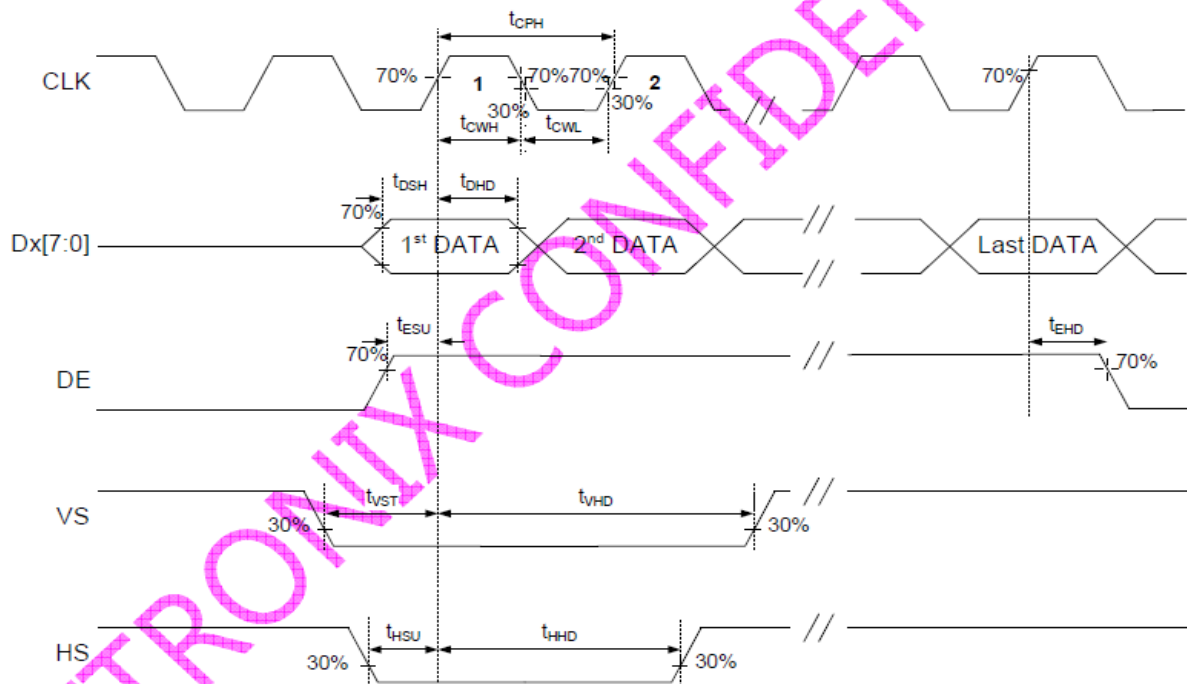 tCPH
CLK
70%
1
70%
70%
2
30%
30%
70%
tCWH
tCWL
tDSH
tDHD
70%
Dx[7:0]
1st DATA
2nd DATA
Last DATA
tESU
tEHD
70%
70%
DE
tVST
tVHD
VS
30%
30%
tHSU
tHHD
HS
30%
30%
TRONIX CONFIDE